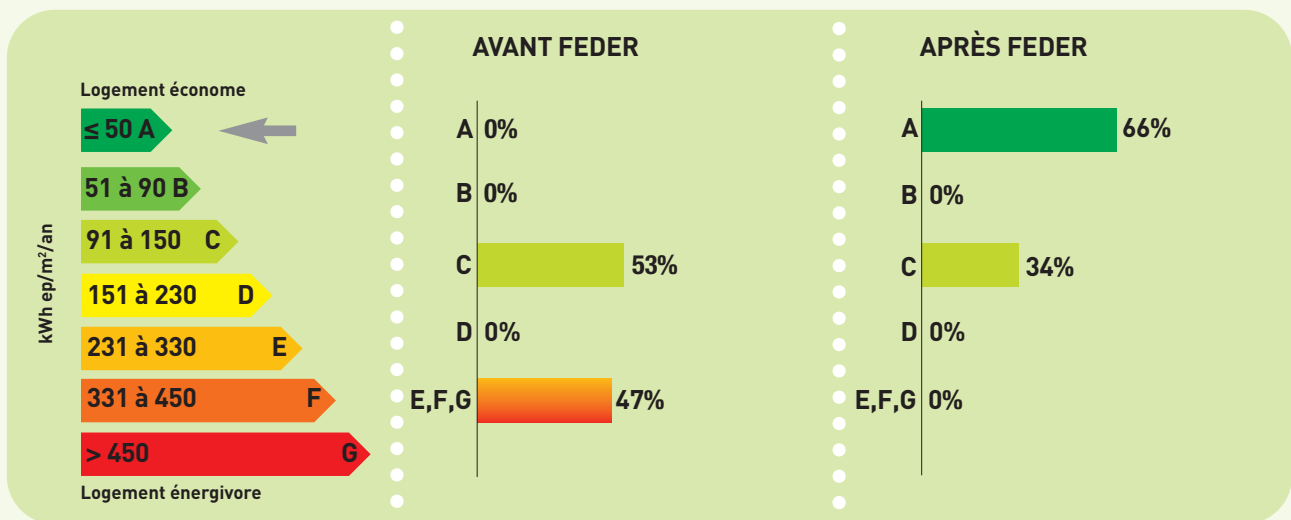 Logement économe
≤ 50 A
51 à 90 B
91 à 150 C
151 à 230 D
231 à 330 E
331 à 450 F
> 450 G
Logement énergivore
kWh ep/m²/an
AVANT FEDER
A 0%
B 0%
C 53%
D 0%
E,F,G 47%
APRÈS FEDER
A 66%
B 0%
C 34%
D 0%
E,F,G 0%